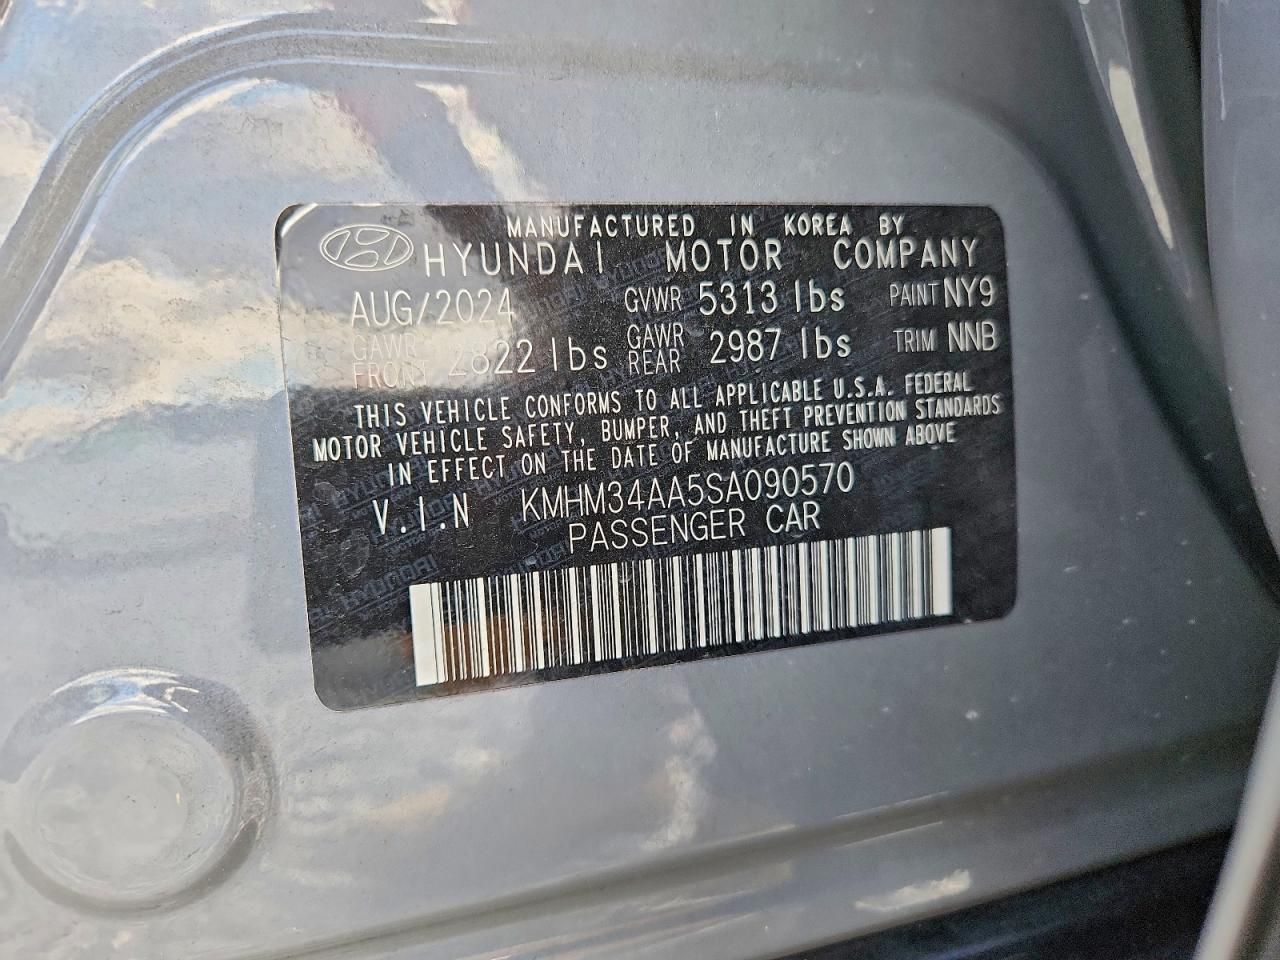 MANUFACTURED IN KOREA BY
HYUNDAI MOTOR COMPANY
AUG/2024 GVWR 5313 lbs PAINT NY9
GAWR FRONT 2822 lbs GAWR REAR 2987 lbs TRIM NNB
THIS VEHICLE CONFORMS TO ALL APPLICABLE U.S.A. FEDERAL
MOTOR VEHICLE SAFETY, BUMPER, AND THEFT PREVENTION STANDARDS
IN EFFECT ON THE DATE OF MANUFACTURE SHOWN ABOVE
V.I.N KMHM34AA5SA090570
PASSENGER CAR